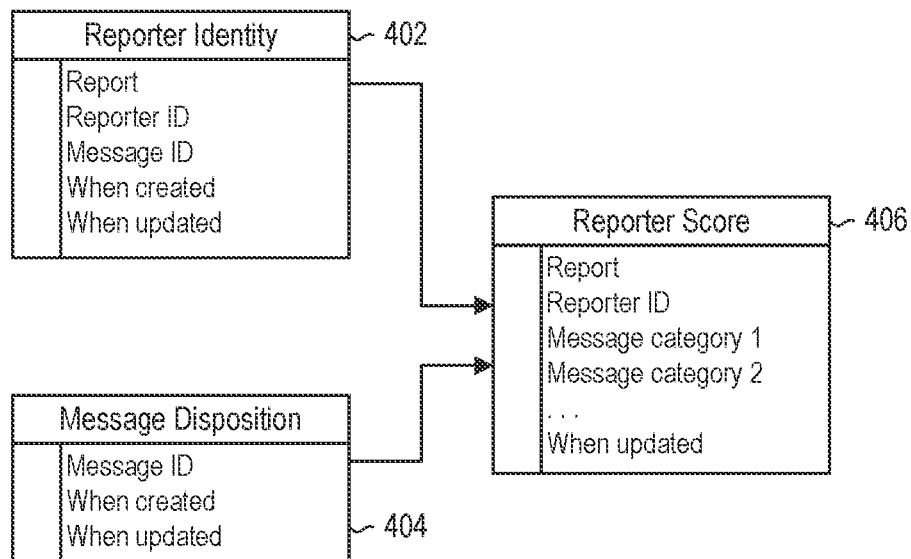 Reporter Identity
402
Report
Reporter ID
Message ID
When created
When updated
Reporter Score
406
Report
Reporter ID
Message category 1
Message category 2
. . .
When updated
Message Disposition
Message ID
When created
When updated
404